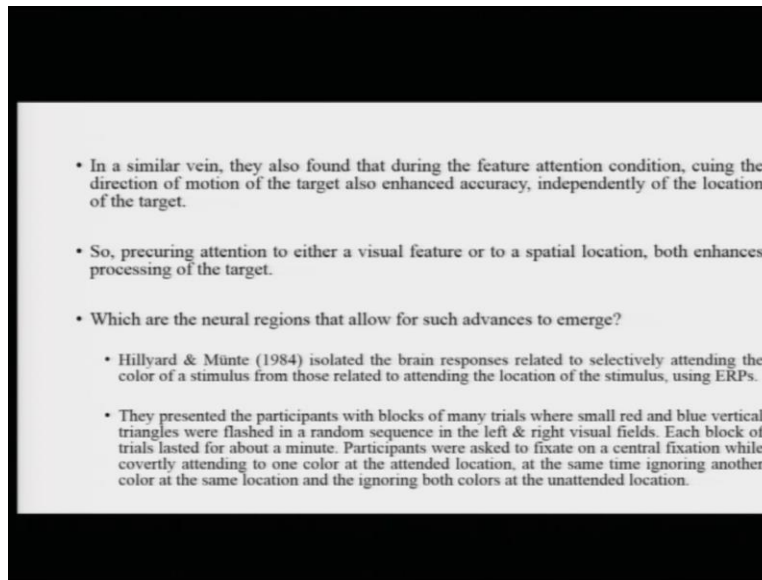 • In a similar vein, they also found that during the feature attention condition, cuing the
direction of motion of the target also enhanced accuracy, independently of the location
of the target.
• So, precuring attention to either a visual feature or to a spatial location, both enhances
processing of the target.
• Which are the neural regions that allow for such advances to emerge?
• Hillyard & Münte (1984) isolated the brain responses related to selectively attending the
color of a stimulus from those related to attending the location of the stimulus, using ERPs.
• They presented the participants with blocks of many trials where small red and blue vertical
triangles were flashed in a random sequence in the left & right visual fields. Each block of
trials lasted for about a minute. Participants were asked to fixate on a central fixation while
covertly attending to one color at the attended location, at the same time ignoring another
color at the same location and the ignoring both colors at the unattended location.